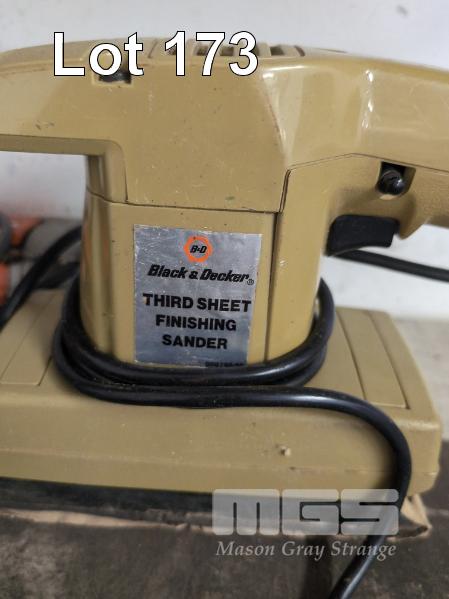 Lot 173
B&D
Black & Decker®
THIRD SHEET
FINISHING
SANDER
MGS
Mason Gray Strange